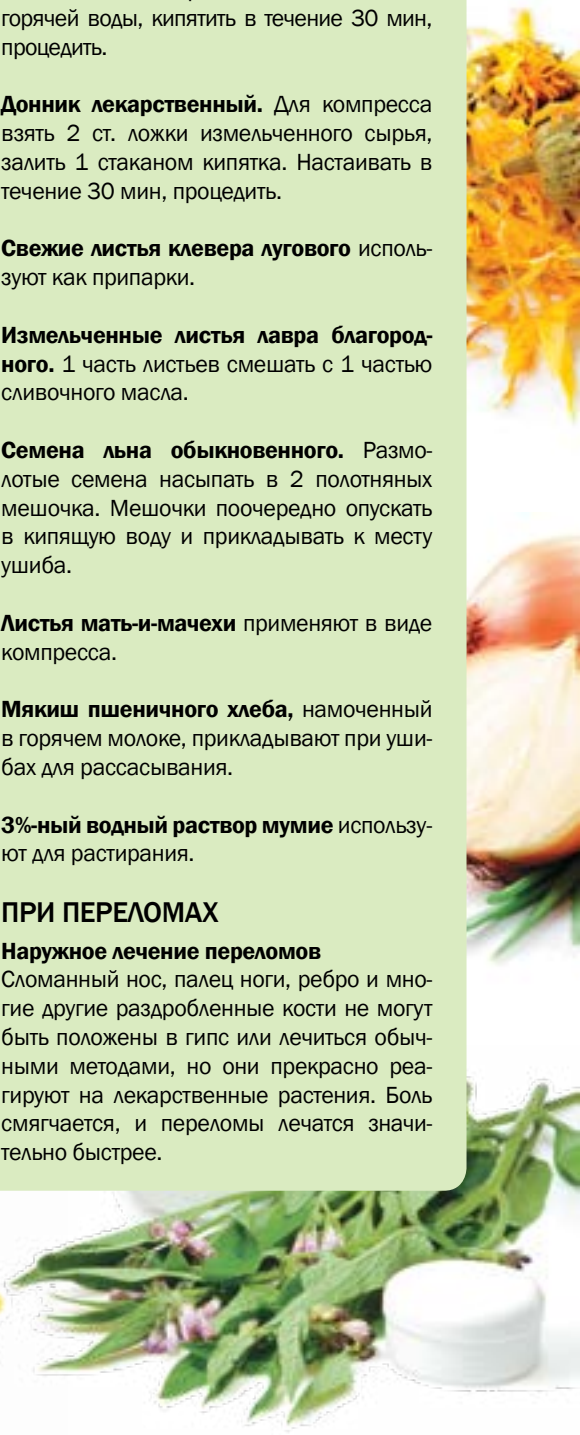 горячей воды, кипятить в течение 30 мин,
процедить.
Донник лекарственный. Для компресса
взять 2 ст. ложки измельченного сырья,
залить 1 стаканом кипятка. Настаивать в
течение 30 мин, процедить.
Свежие листья клевера лугового исполь-
зуют как припарки.
Измельченные листья лавра благород-
ного. 1 часть листьев смешать с 1 частью
сливочного масла.
Семена льна обыкновенного. Размо-
лотые семена насыпать в 2 полотняных
мешочка. Мешочки поочередно опускать
в кипящую воду и прикладывать к месту
ушиба.
Листья мать-и-мачехи применяют в виде
компресса.
Мякиш пшеничного хлеба, намоченный
в горячем молоке, прикладывают при уши-
бах для рассасывания.
3%-ный водный раствор мумие использу-
ют для растирания.
ПРИ ПЕРЕЛОМАХ
Наружное лечение переломов
Сломанный нос, палец ноги, ребро и мно-
гие другие раздробленные кости не могут
быть положены в гипс или лечиться обыч-
ными методами, но они прекрасно реа-
гируют на лекарственные растения. Боль
смягчается, и переломы лечатся значи-
тельно быстрее.